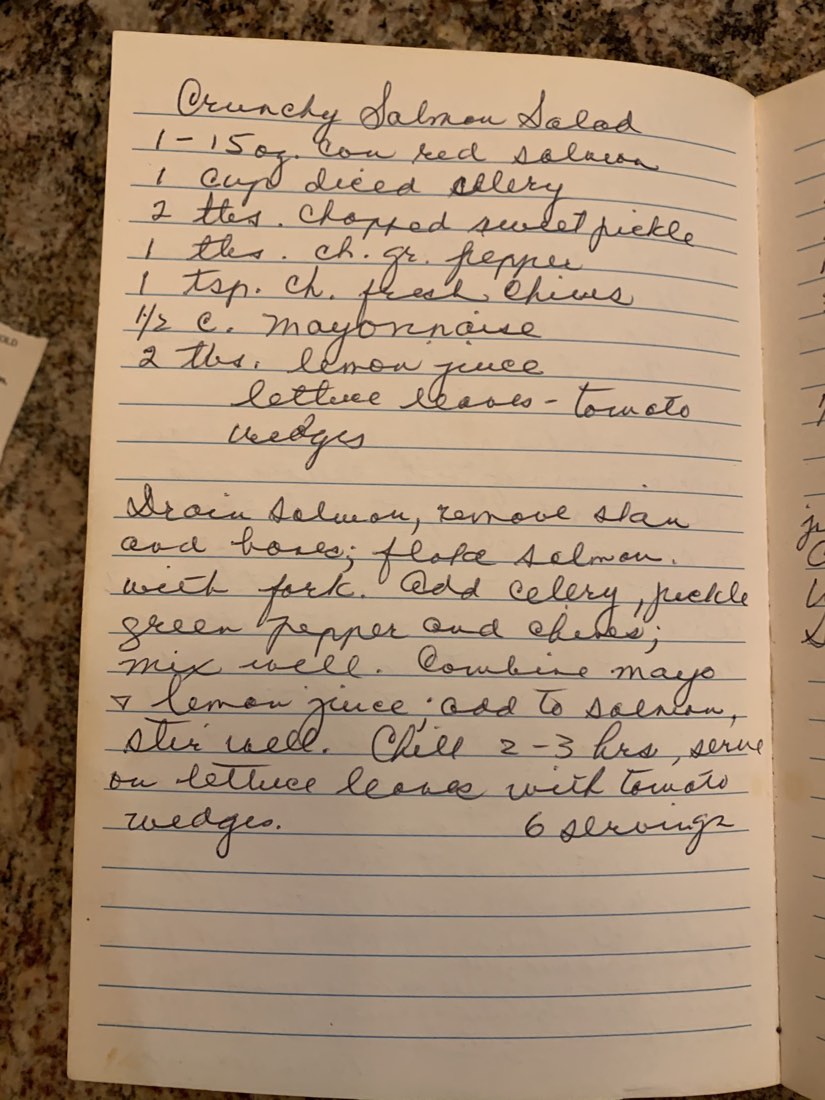 Crunchy Salmon Salad
1 - 15 oz. can red salmon
1 cup diced celery
2 tbs. chopped sweet pickle
1 tbs. ch. gr. pepper
1 tsp. ch. fresh chives
1/2 c. mayonnaise
2 tbs. lemon juice
lettuce leaves - tomato
wedges
Drain salmon, remove skin
and bones; flake salmon.
with fork. Add celery, pickle
green pepper and chives;
mix well. Combine mayo
& lemon juice; add to salmon,
stir well. Chill 2-3 hrs, serve
on lettuce leaves with tomato
wedges. 6 servings
OLD